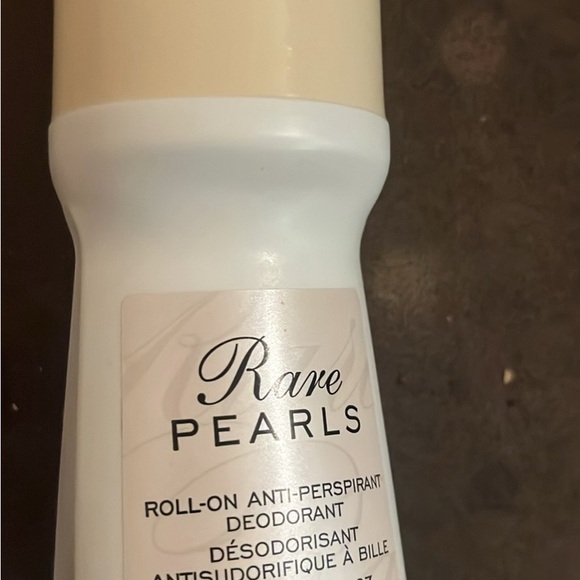 Rare
PEARLS
ROLL-ON ANTI-PERSPIRANT
DEODORANT
DÉSODORISANT
ANTISUDORIFIQUE À BILLE